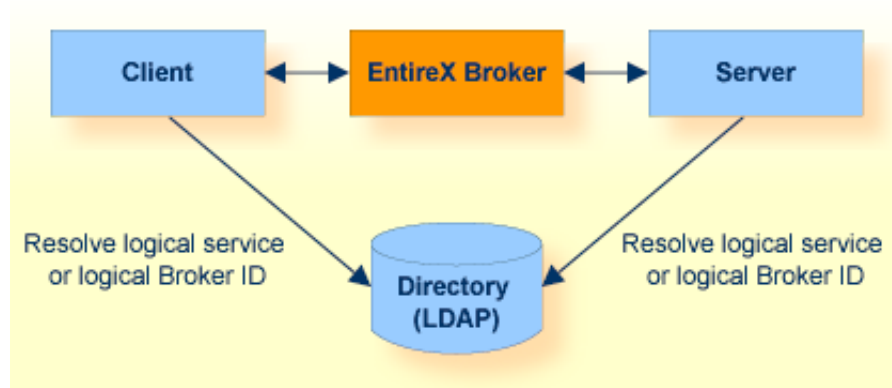 Client
EntireX Broker
Server
Resolve logical service
or logical Broker ID
Resolve logical service
or logical Broker ID
Directory
(LDAP)